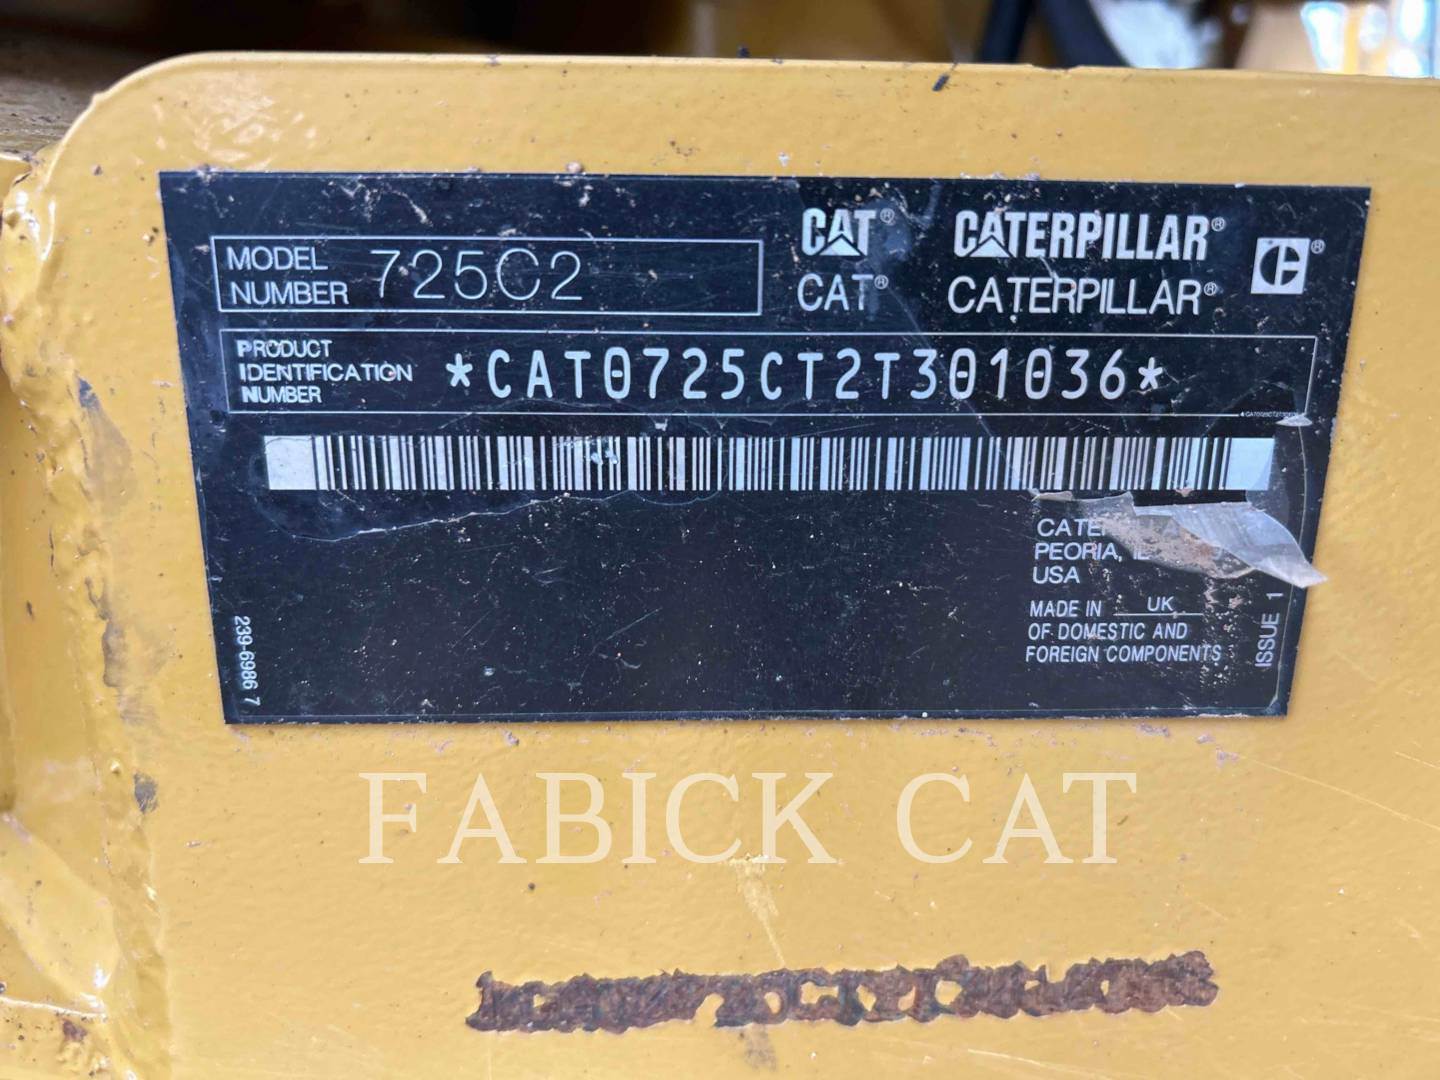 MODEL NUMBER 725C2
CAT® CATERPILLAR®
CAT® CATERPILLAR®
PRODUCT IDENTIFICATION NUMBER *CAT0725CT2T301036*
PEORIA,
USA
MADE IN UK
OF DOMESTIC AND
FOREIGN COMPONENTS
ISSUE 1
239-6986 7
FABICK CAT